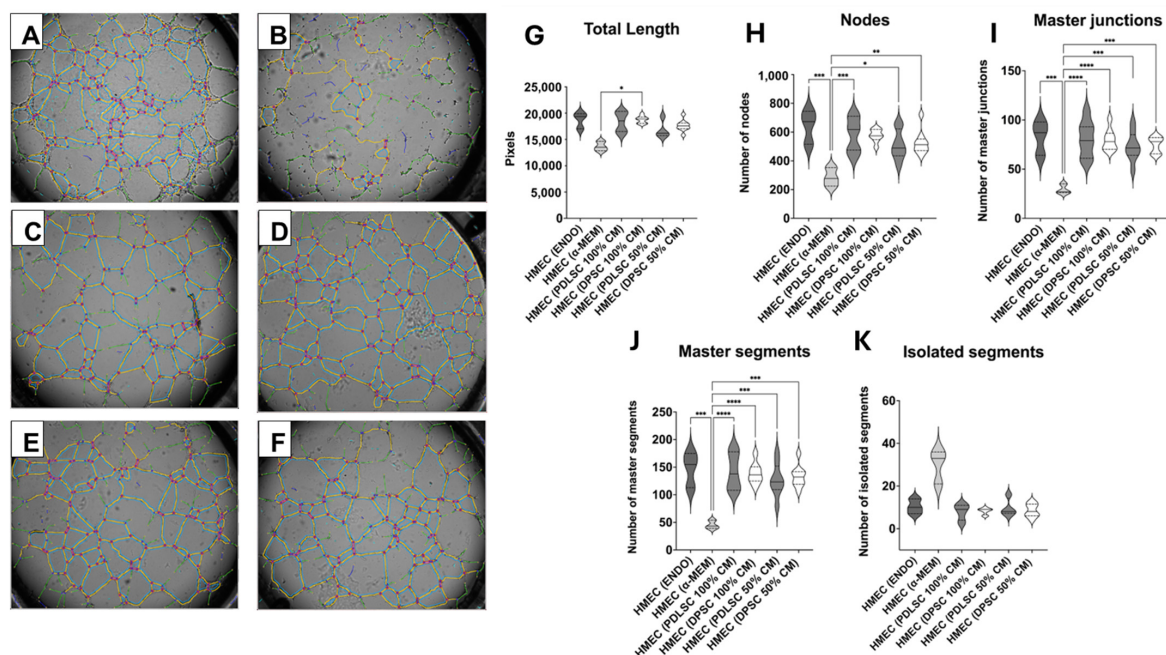 A
B
C
D
E
F
G
Total Length
Pixels
25,000
20,000
15,000
10,000
5,000
0
*
HMEC (ENDO)
HMEC (α-MEM)
HMEC (PDLSC 100% CM)
HMEC (DPSC 100% CM)
HMEC (PDLSC 50% CM)
HMEC (DPSC 50% CM)
H
Nodes
Number of nodes
1,000
800
600
400
200
0
**
*
*** ***
HMEC (ENDO)
HMEC (α-MEM)
HMEC (PDLSC 100% CM)
HMEC (DPSC 100% CM)
HMEC (PDLSC 50% CM)
HMEC (DPSC 50% CM)
I
Master junctions
Number of master junctions
150
100
50
0
***
***
****
*** ****
HMEC (ENDO)
HMEC (α-MEM)
HMEC (PDLSC 100% CM)
HMEC (DPSC 100% CM)
HMEC (PDLSC 50% CM)
HMEC (DPSC 50% CM)
J
Master segments
Number of master segments
250
200
150
100
50
0
***
***
****
*** ****
HMEC (ENDO)
HMEC (α-MEM)
HMEC (PDLSC 100% CM)
HMEC (DPSC 100% CM)
HMEC (PDLSC 50% CM)
HMEC (DPSC 50% CM)
K
Isolated segments
Number of isolated segments
60
40
20
0
HMEC (ENDO)
HMEC (α-MEM)
HMEC (PDLSC 100% CM)
HMEC (DPSC 100% CM)
HMEC (PDLSC 50% CM)
HMEC (DPSC 50% CM)